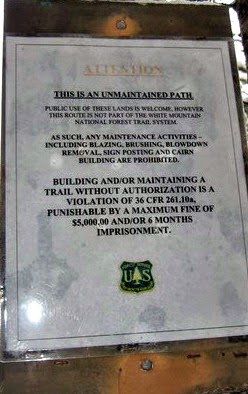 ATTENTION
THIS IS AN UNMAINTAINED PATH
PUBLIC USE OF THESE LANDS IS WELCOME, HOWEVER
THIS ROUTE IS NOT PART OF THE WHITE MOUNTAIN
NATIONAL FOREST TRAIL SYSTEM.
AS SUCH, ANY MAINTENANCE ACTIVITIES –
INCLUDING BLAZING, BRUSHING, BLOWDOWN
REMOVAL, SIGN POSTING AND CAIRN
BUILDING ARE PROHIBITED.
BUILDING AND/OR MAINTAINING A
TRAIL WITHOUT AUTHORIZATION IS A
VIOLATION OF 36 CFR 261.10a,
PUNISHABLE BY A MAXIMUM FINE OF
$5,000.00 AND/OR 6 MONTHS
IMPRISONMENT.
U S